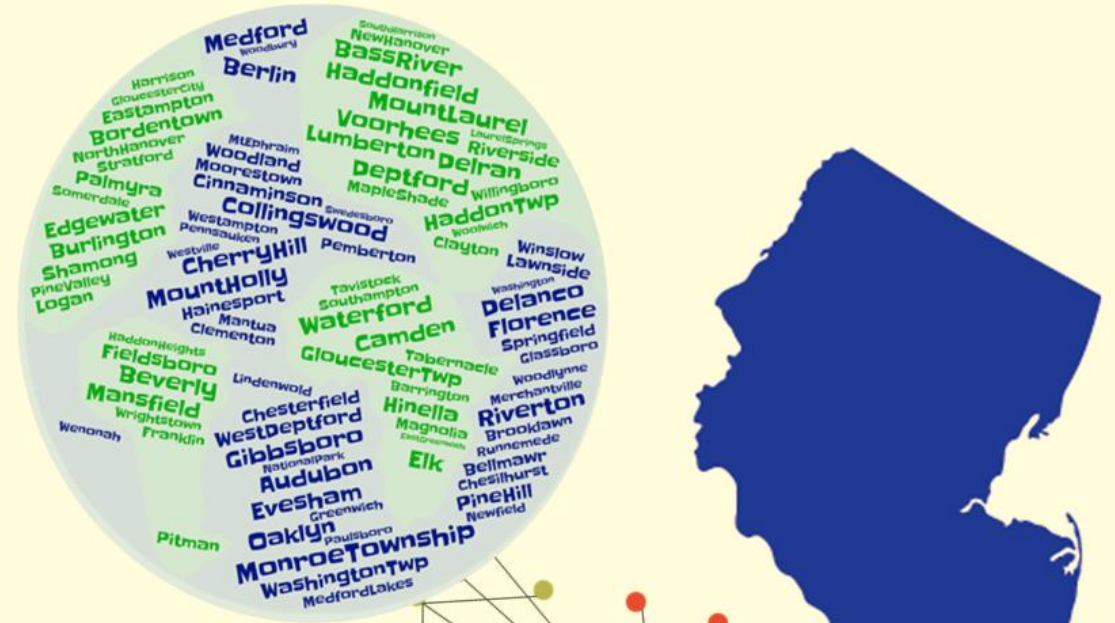 Medford
Woodbury
Berlin
SouthHarrison
NewHanover
BassRiver
Haddonfield
MountLaurel
Voorhees
LaurelSprings
Lumberton
Delran
Riverside
Deptford
MapleShade
Willingboro
HaddonTwp
Woolwich
Clayton
Harrison
GloucesterCity
Eastampton
Bordentown
NorthHanover
Stratford
Palmyra
Somerdale
Edgewater
Burlington
Shamong
PineValley
Logan
MtEphraim
Woodland
Moorestown
Cinnaminson
Swedesboro
Collingswood
Westampton
Pennsauken
Pemberton
Westville
CherryHill
MountHolly
Hainesport
Mantua
Clementon
Winslow
Lawnside
Washington
Delanco
Florence
Springfield
Glassboro
Tavistock
Southampton
Waterford
Camden
GloucesterTwp
Tabernacle
Barrington
Hinella
Magnolia
EastGreenwich
Elk
HaddonHeights
Fieldsboro
Beverly
Mansfield
Wrightstown
Franklin
Wenonah
Pitman
Lindenwold
Chesterfield
WestDeptford
Gibbsboro
NationalPark
Audubon
Evesham
Greenwich
Oaklyn
Paulsboro
MonroeTownship
WashingtonTwp
MedfordLakes
Woodlynne
Merchantville
Riverton
Brooklawn
Runnemede
Bellmawr
Chesilhurst
PineHill
Newfield